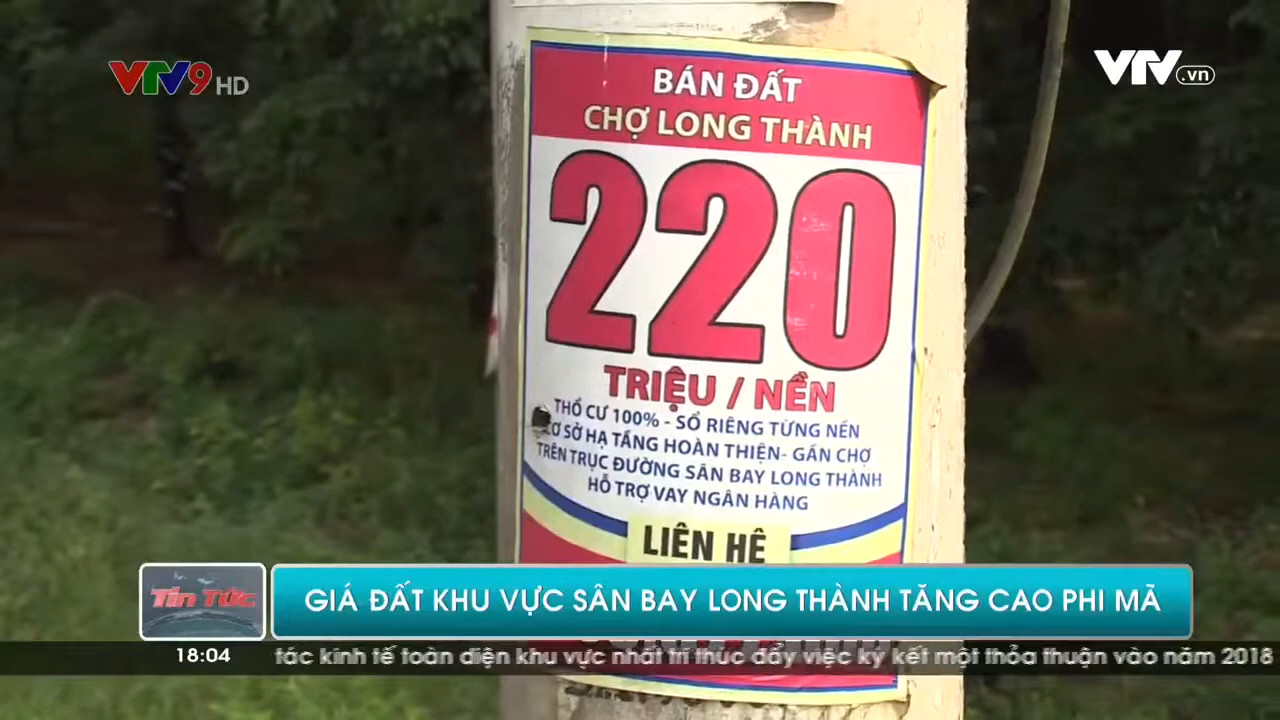 VTV9 HD
VTV.vn
BÁN ĐẤT
CHỢ LONG THÀNH
220
TRIỆU / NỀN
THỔ CƯ 100% - SỔ RIÊNG TỪNG NỀN
CƠ SỞ HẠ TẦNG HOÀN THIỆN- GẦN CHỢ
TRÊN TRỤC ĐƯỜNG SÂN BAY LONG THÀNH
HỖ TRỢ VAY NGÂN HÀNG
LIÊN HỆ
Tin Tức
GIÁ ĐẤT KHU VỰC SÂN BAY LONG THÀNH TĂNG CAO PHI MÃ
18:04
tác kinh tế toàn diện khu vực nhất trí thúc đẩy việc ký kết một thỏa thuận vào năm 2018